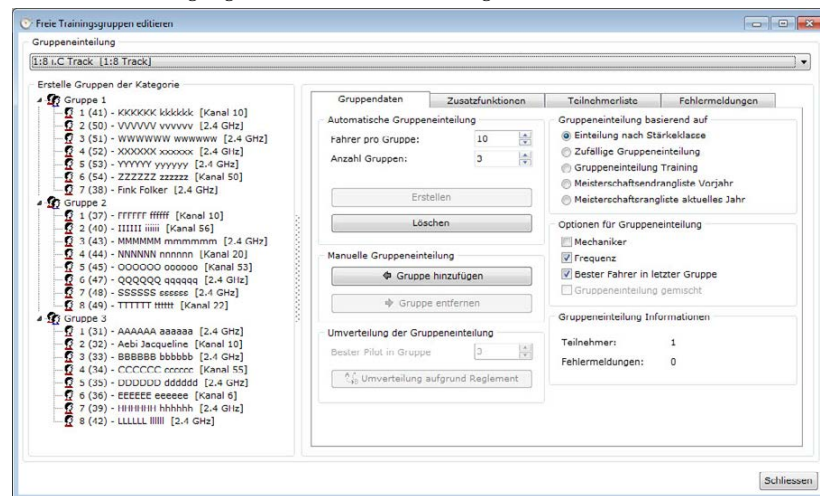 Freie Trainingsgruppen editieren
Gruppeneinteilung
1:8 I.C Track [1:8 Track]
Erstelle Gruppen der Kategorie
Gruppe 1
1 (41) - KKKKKK kkkkkk [Kanal 10]
2 (50) - VVVVVV vvvvvv [2.4 GHz]
3 (51) - WWWWWW wwwwww [2.4 GHz]
4 (52) - XXXXXX xxxxxx [2.4 GHz]
5 (53) - YYYYYY yyyyyy [2.4 GHz]
6 (54) - ZZZZZZ zzzzzz [Kanal 50]
7 (38) - Fink Folker [2.4 GHz]
Gruppe 2
1 (37) - FFFFFF ffffff [Kanal 10]
2 (40) - IIIIII iiiiii [Kanal 56]
3 (43) - MMMMMM mmmmmm [2.4 GHz]
4 (44) - NNNNNN nnnnnn [Kanal 20]
5 (45) - OOOOOO oooooo [Kanal 53]
6 (47) - QQQQQQ qqqqqq [2.4 GHz]
7 (48) - SSSSSS ssssss [2.4 GHz]
8 (49) - TTTTTT tttttt [Kanal 22]
Gruppe 3
1 (31) - AAAAAA aaaaaa [2.4 GHz]
2 (32) - Aebi Jacqueline [Kanal 10]
3 (33) - BBBBBB bbbbbb [2.4 GHz]
4 (34) - CCCCCC cccccc [Kanal 55]
5 (35) - DDDDDD dddddd [2.4 GHz]
6 (36) - EEEEEE eeeeee [Kanal 6]
7 (39) - HHHHHH hhhhhh [2.4 GHz]
8 (42) - LLLLLL llllll [2.4 GHz]
Gruppendaten
Zusatzfunktionen
Teilnehmerliste
Fehlermeldungen
Automatische Gruppeneinteilung
Fahrer pro Gruppe: 10
Anzahl Gruppen: 3
Erstellen
Löschen
Manuelle Gruppeneinteilung
Gruppe hinzufügen
Gruppe entfernen
Umverteilung der Gruppeneinteilung
Bester Pilot in Gruppe 3
Umverteilung aufgrund Reglement
Gruppeneinteilung basierend auf
Einteilung nach Stärkeklasse
Zufällige Gruppeneinteilung
Gruppeneinteilung Training
Meisterschaftsendrangliste Vorjahr
Meisterschaftsrangliste aktuelles Jahr
Optionen für Gruppeneinteilung
Mechaniker
Frequenz
Bester Fahrer in letzter Gruppe
Gruppeneinteilung gemischt
Gruppeneinteilung Informationen
Teilnehmer: 1
Fehlermeldungen: 0
Schliessen